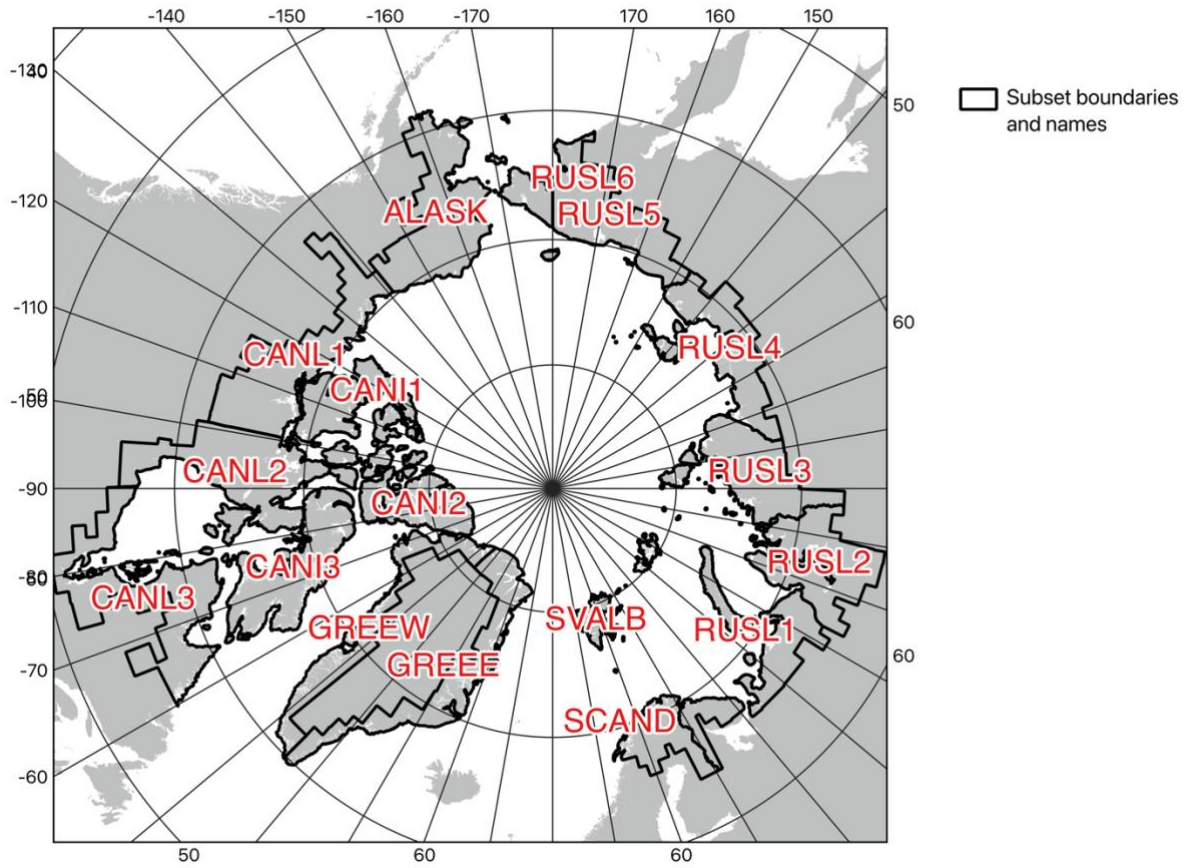 -140 -150 -160 -170 170 160 150
-130
50
Subset boundaries
and names
-120
RUSL6
ALASK RUSL5
-110
60
CANL1
RUSL4
CANI1
CANL2
RUSL3
-90
CANI2
RUSL2
CANI3
-80
CANL3
SVALB
GREEW
RUSL1
GREEE
60
-70
SCAND
-60
50 60 60